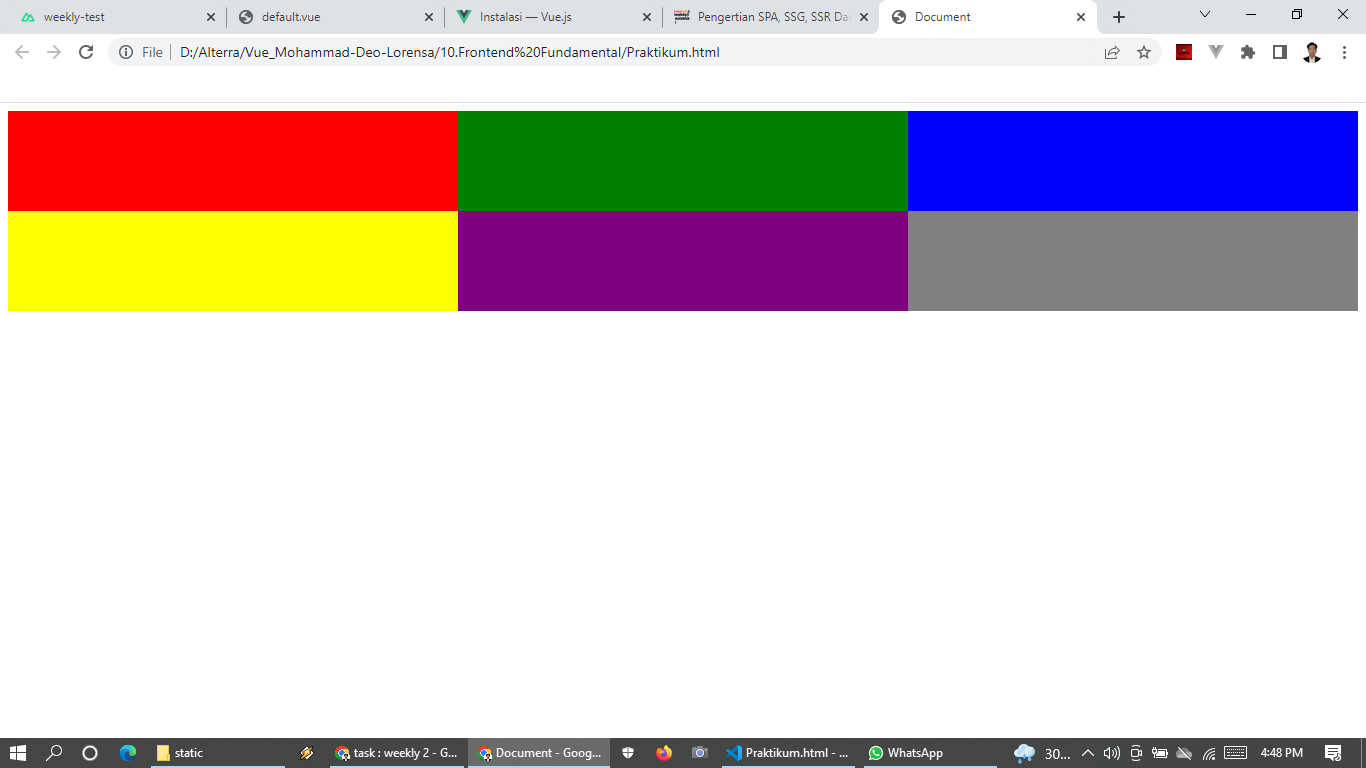 weekly-test
default.vue
Instalasi — Vue.js
Pengertian SPA, SSG, SSR Da
Document
File
D:/Alterra/Vue_Mohammad-Deo-Lorensa/10.Frontend%20Fundamental/Praktikum.html
static
task : weekly 2 - G...
Document - Goog...
Praktikum.html - ...
WhatsApp
30...
4:48 PM